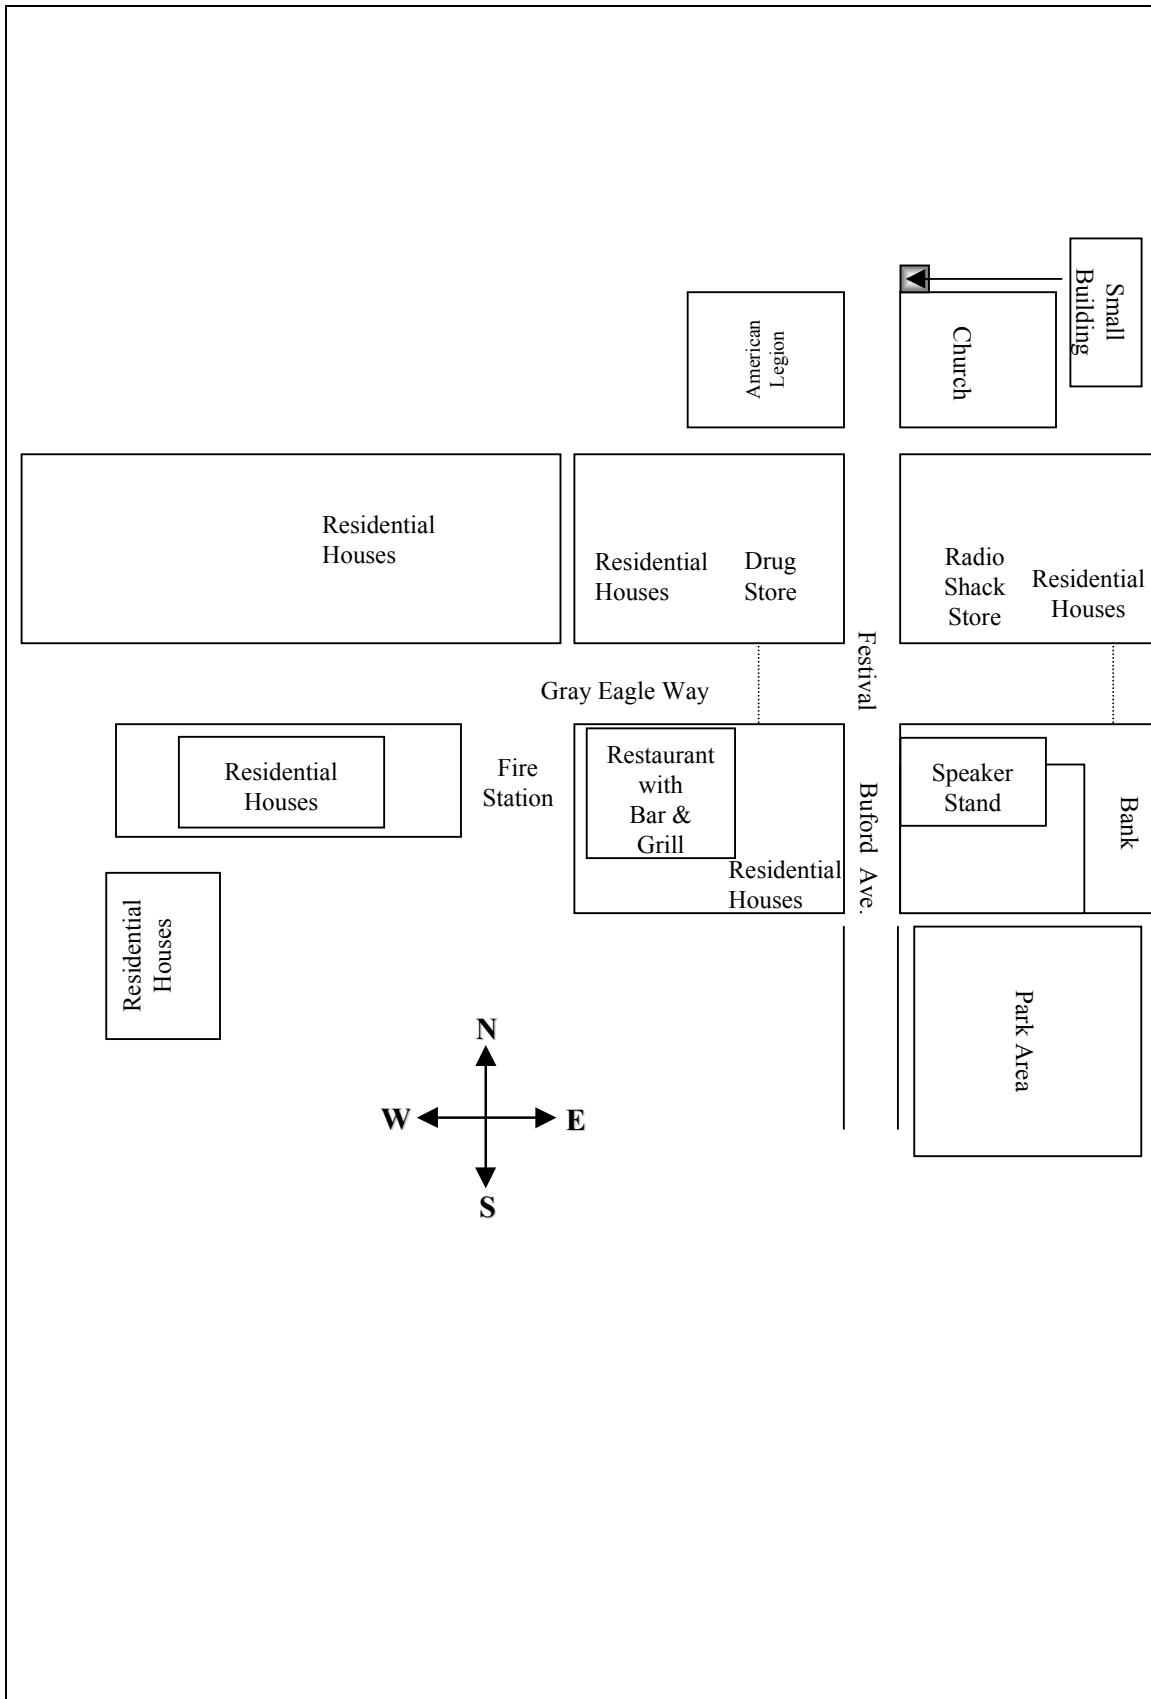 Small
Building
American
Legion
Church
Residential
Houses
Residential
Houses
Drug
Store
Radio
Shack
Store
Residential
Houses
Festival
Gray Eagle Way
Residential
Houses
Fire
Station
Restaurant
with
Bar &
Grill
Residential
Houses
Buford Ave.
Speaker
Stand
Bank
Residential
Houses
Park Area
N
W
E
S